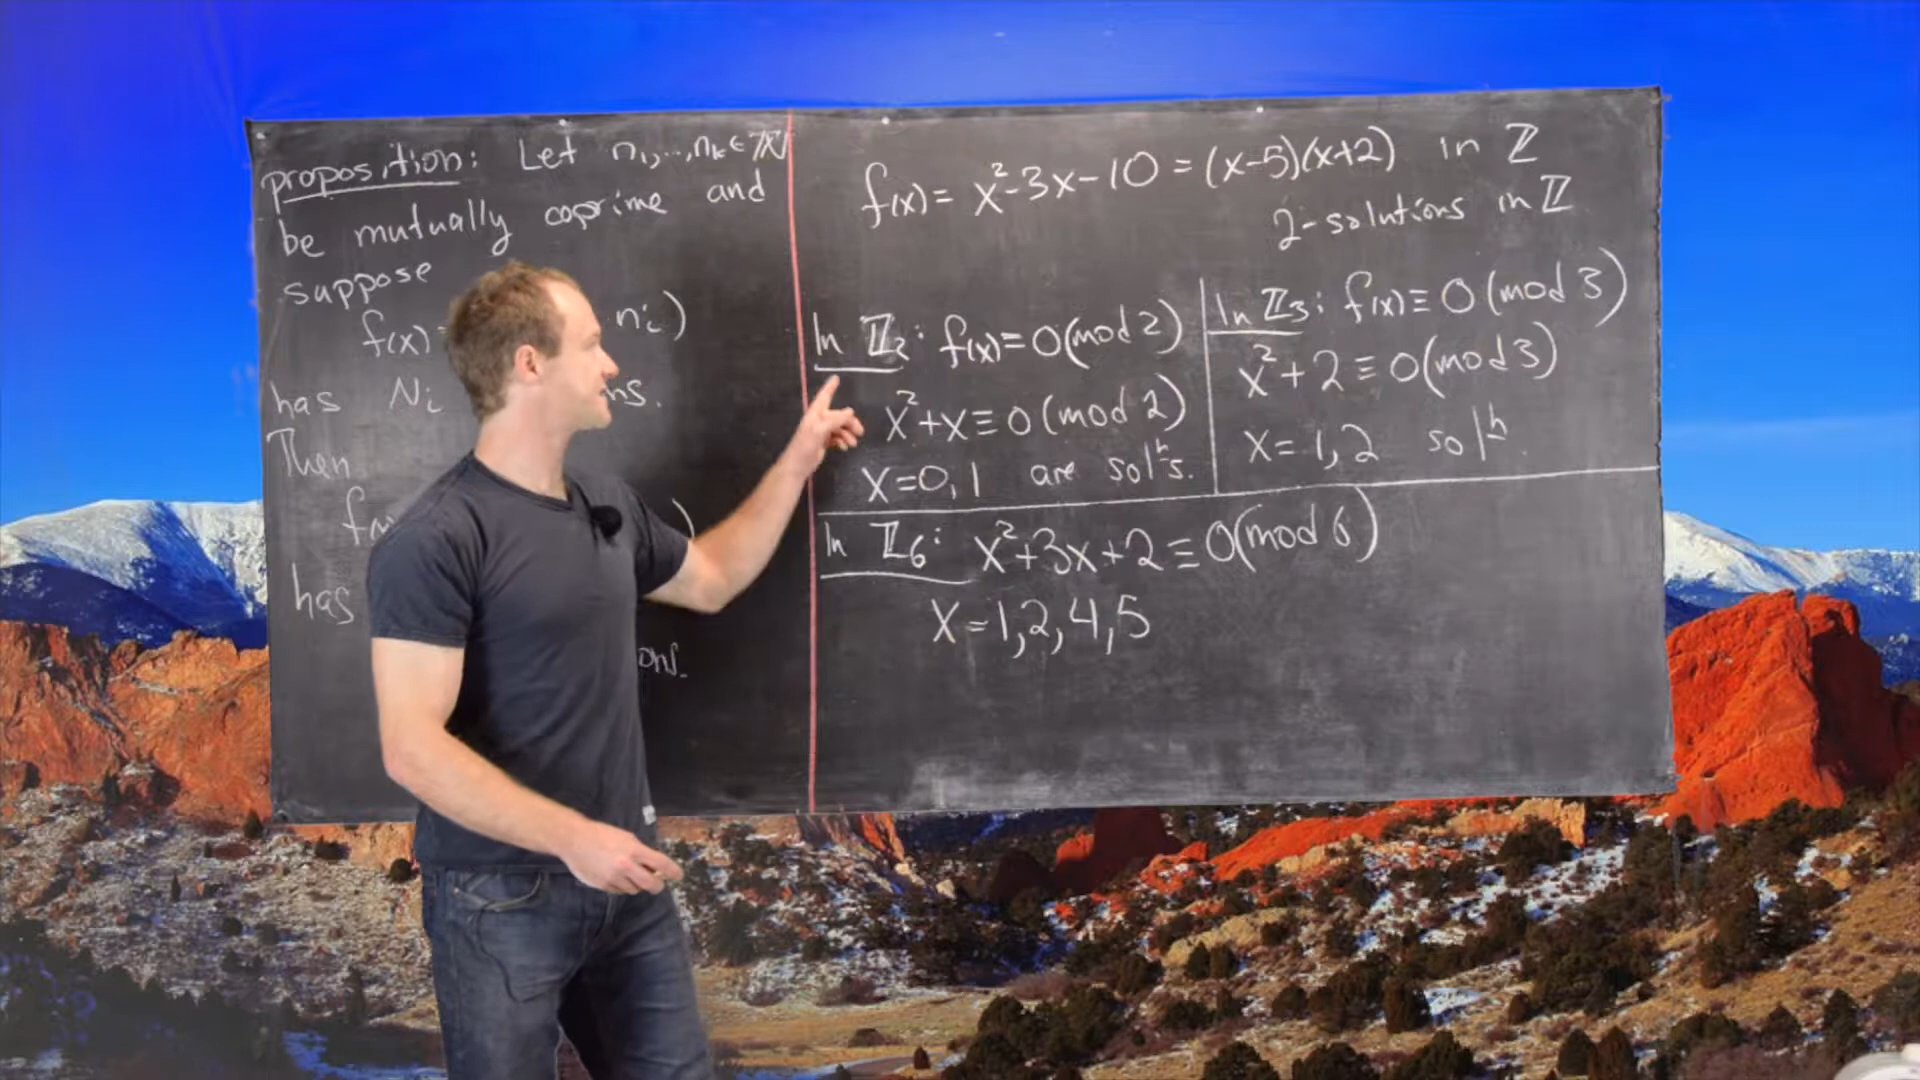 proposition: Let n₁,..,nₖ ∈ ℕ
be mutually coprime and
suppose
f(x) nᵢ)
has Nᵢ ns.
Then
f )
has
ons.
f(x) = x²-3x-10 = (x-5)(x+2) in ℤ
2-solutions in ℤ
In ℤ₂: f(x)≡0(mod 2)
x²+x≡0(mod 2)
x=0,1 are solⁿs.
In ℤ₃: f(x)≡0(mod 3)
x²+2≡0(mod 3)
x=1,2 solⁿ.
In ℤ₆: x²+3x+2≡0(mod 6)
x=1,2,4,5